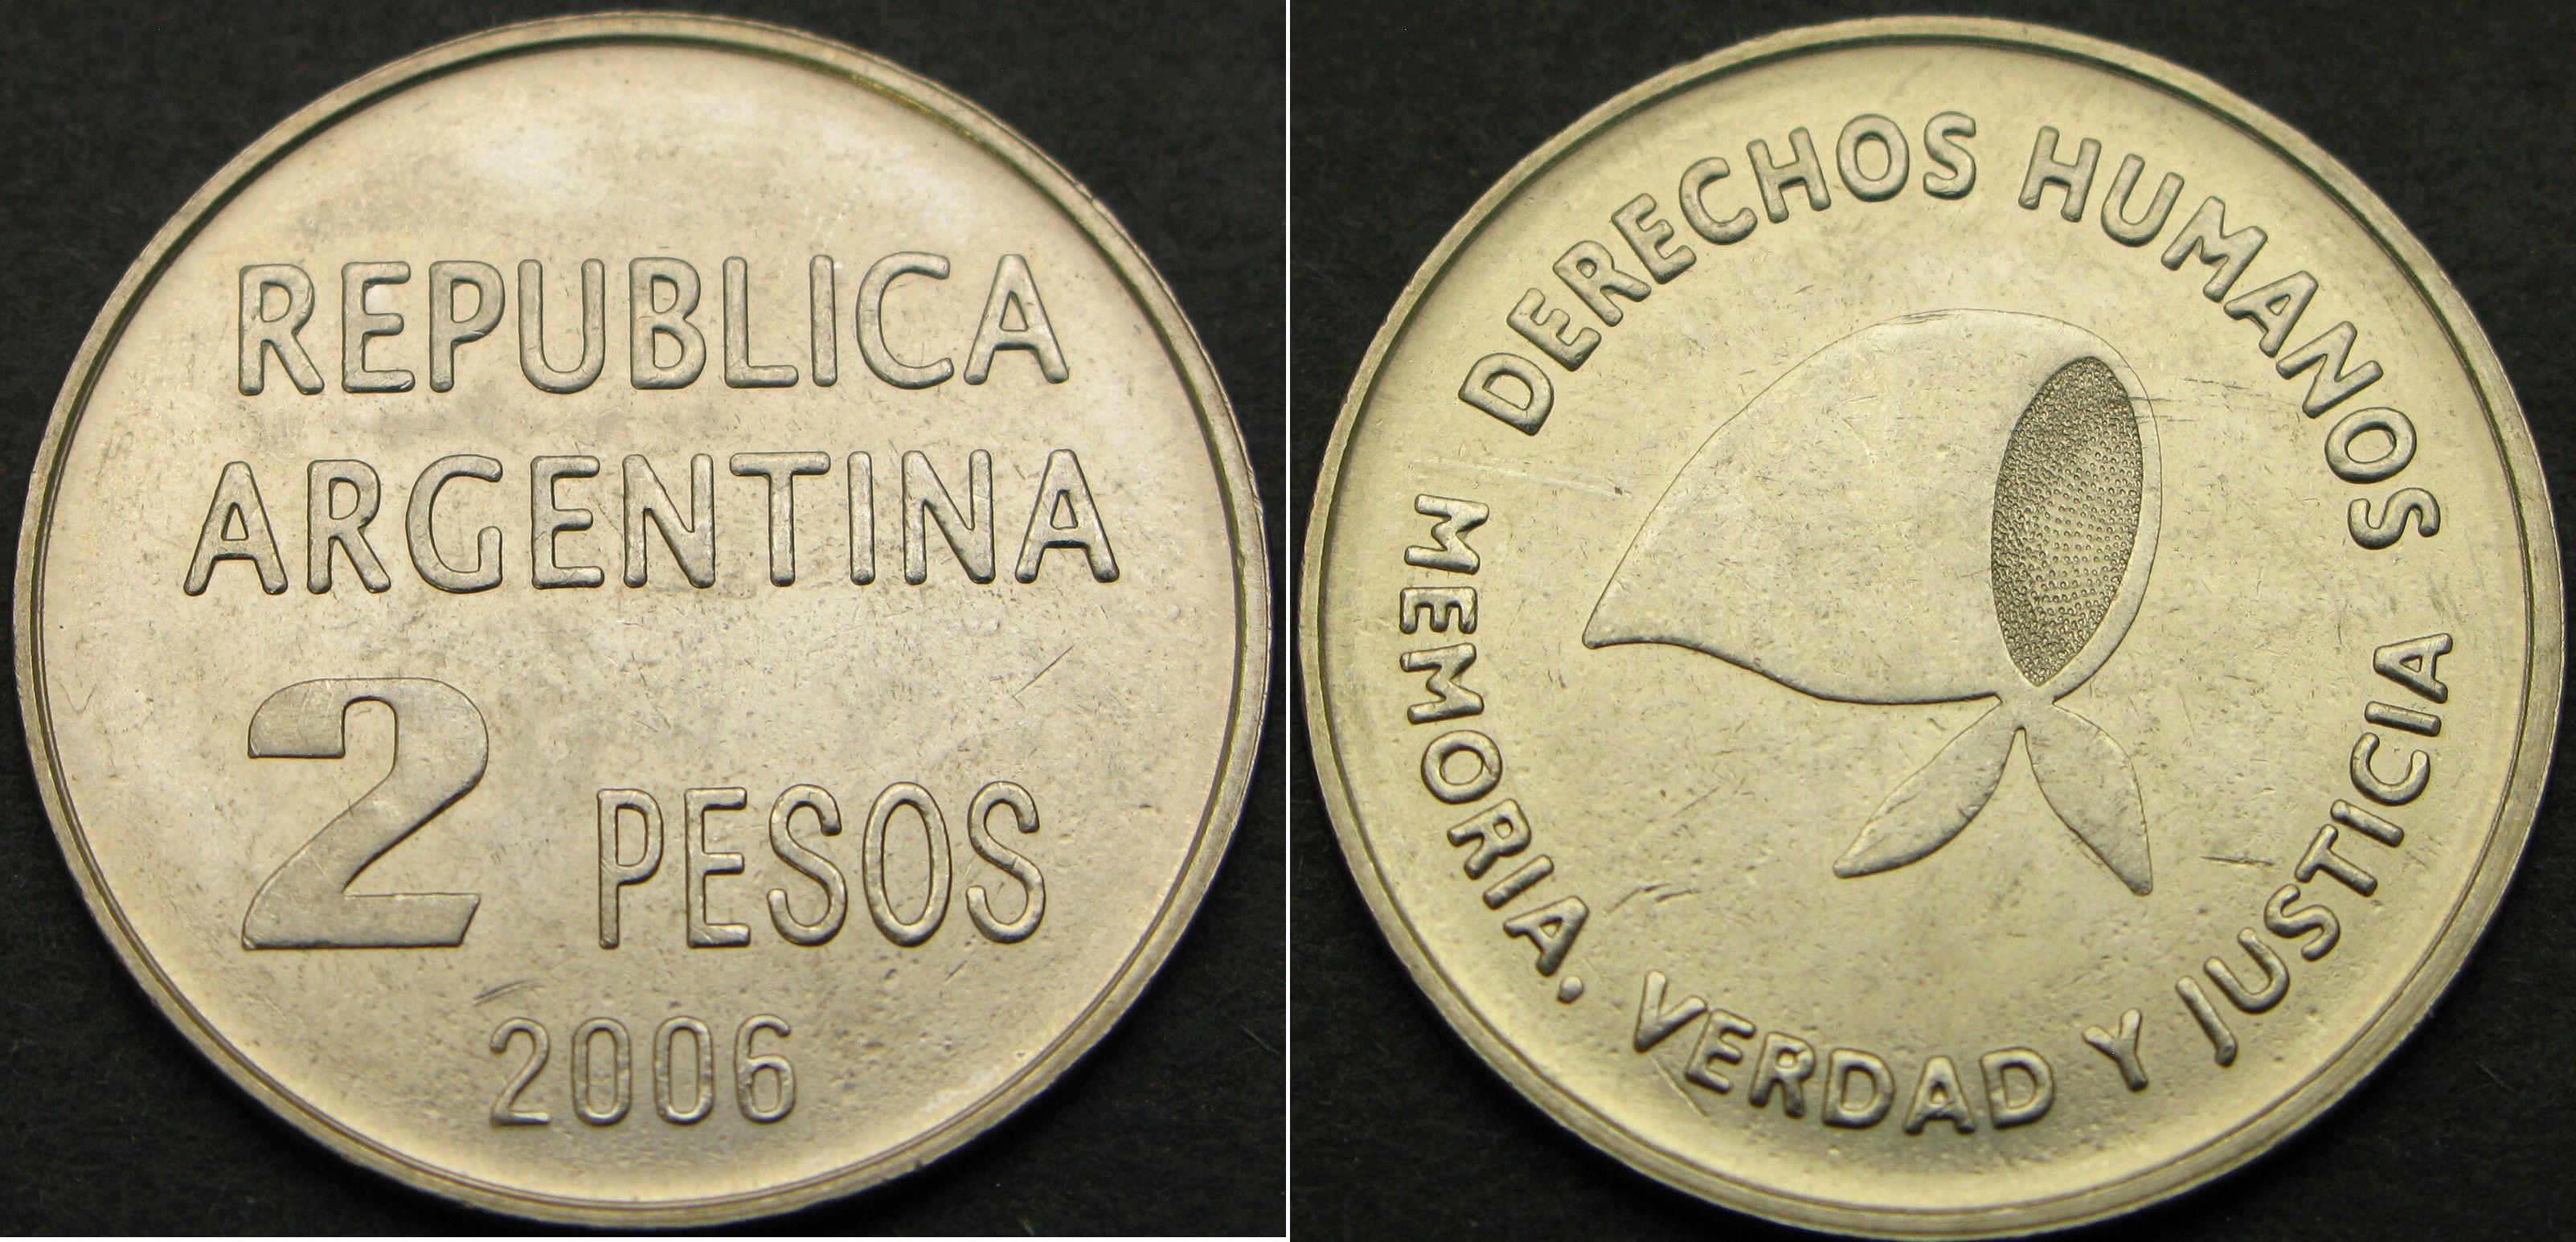 REPUBLICA
ARGENTINA
2 PESOS
2006
DERECHOS HUMANOS
MEMORIA. VERDAD Y JUSTICIA